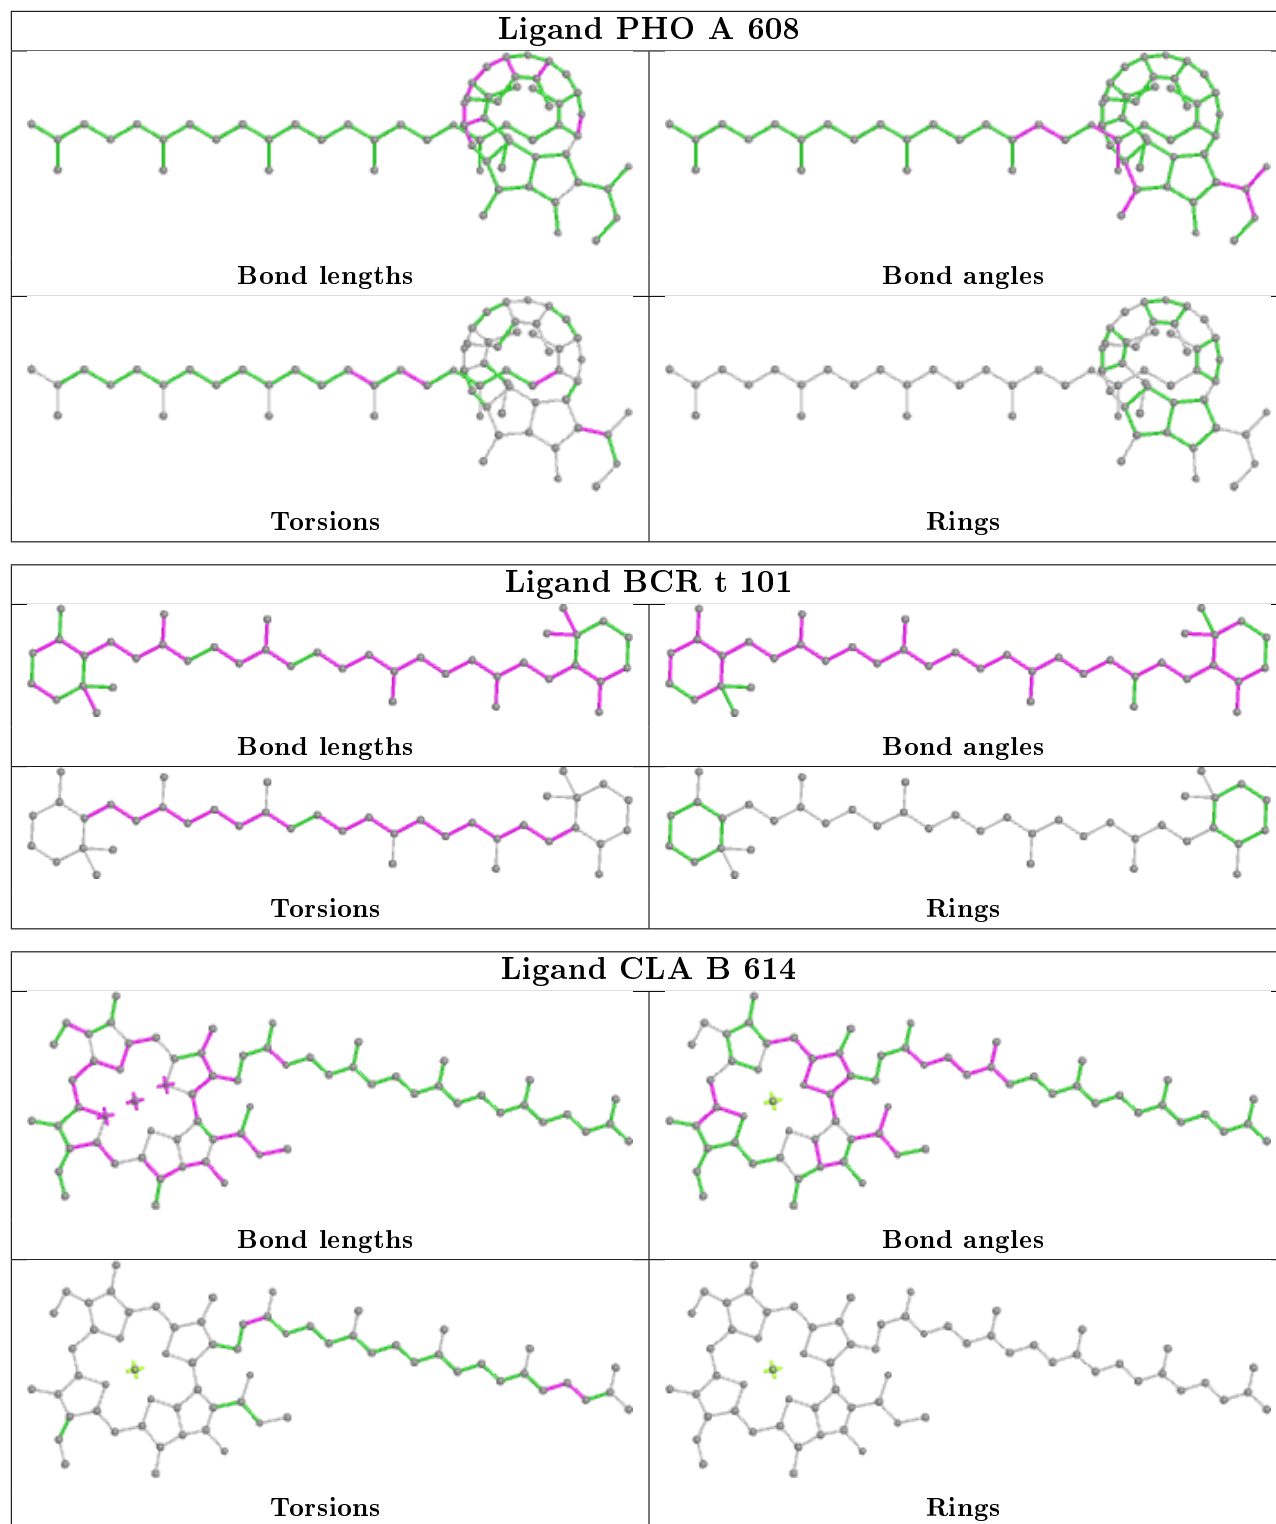 Ligand PHO A 608
Bond lengths
Bond angles
Torsions
Rings
Ligand BCR t 101
Bond lengths
Bond angles
Torsions
Rings
Ligand CLA B 614
Bond lengths
Bond angles
Torsions
Rings